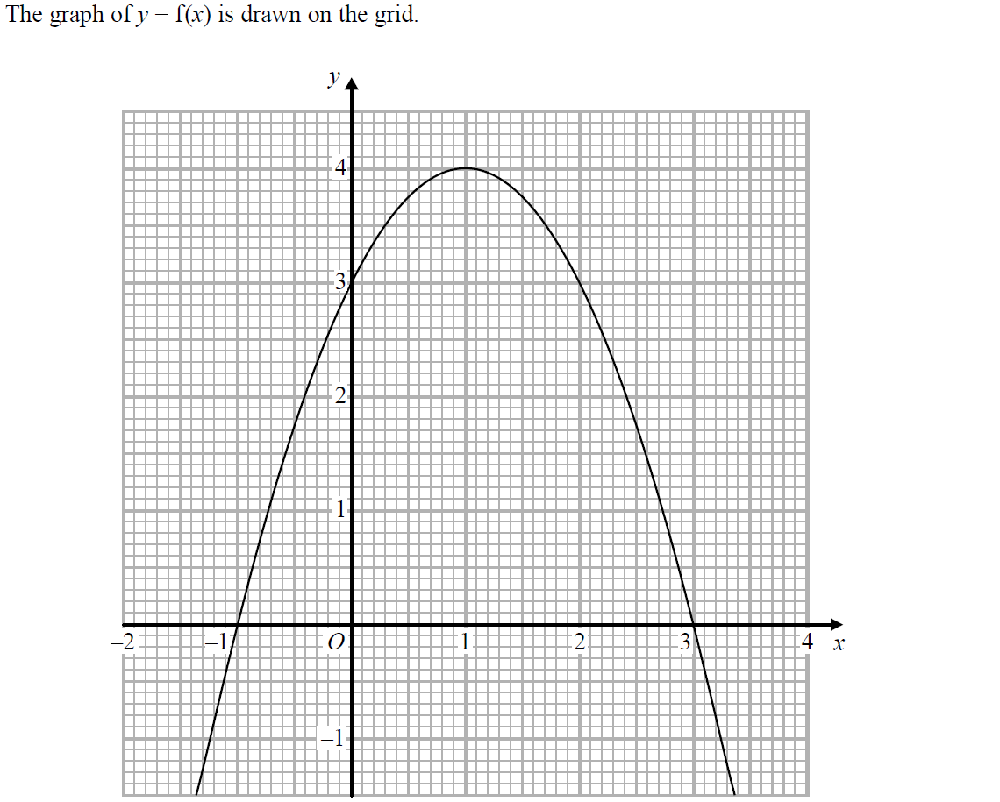 The graph of y = f(x) is drawn on the grid.
y
4
3
2
1
–2 –1 O 1 2 3 4 x
–1